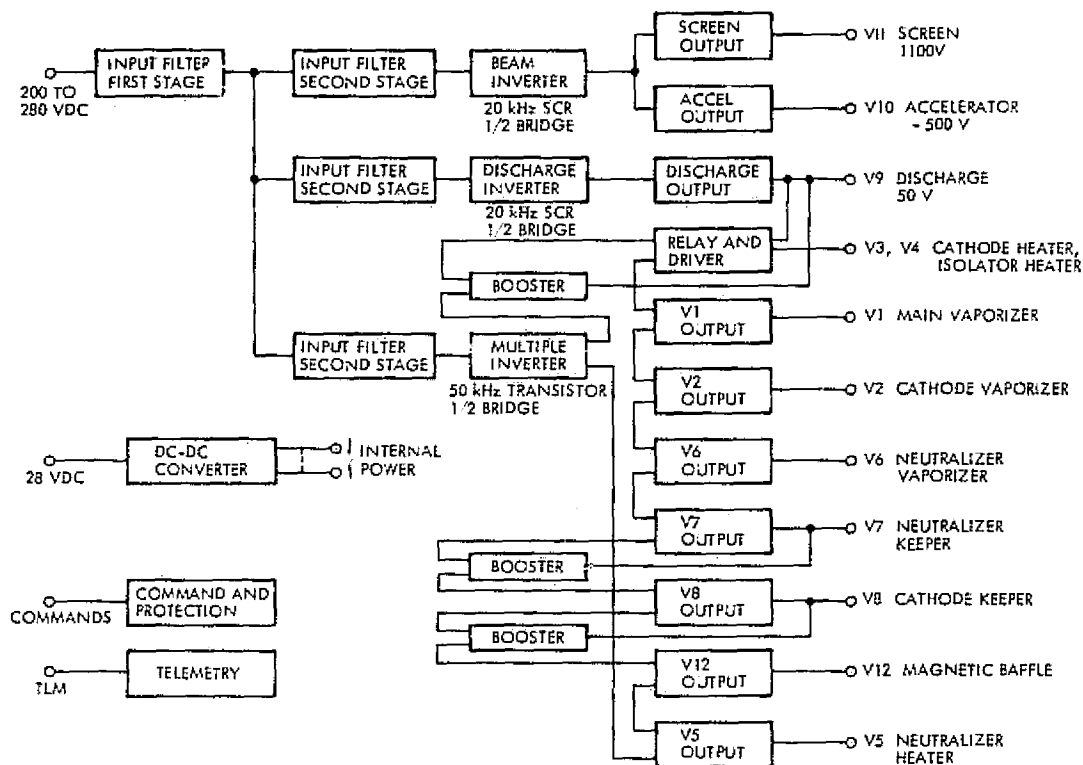 SCREEN
OUTPUT
V11 SCREEN
1100V
INPUT FILTER
FIRST STAGE
INPUT FILTER
SECOND STAGE
BEAM
INVERTER
200 TO
280 VDC
20 kHz SCR
1/2 BRIDGE
ACCEL
OUTPUT
V10 ACCELERATOR
- 500 V
INPUT FILTER
SECOND STAGE
DISCHARGE
INVERTER
DISCHARGE
OUTPUT
V9 DISCHARGE
50 V
20 kHz SCR
1/2 BRIDGE
RELAY AND
DRIVER
V3, V4 CATHODE HEATER,
ISOLATOR HEATER
BOOSTER
V1
OUTPUT
V1 MAIN VAPORIZER
INPUT FILTER
SECOND STAGE
MULTIPLE
INVERTER
50 kHz TRANSISTOR
1/2 BRIDGE
V2
OUTPUT
V2 CATHODE VAPORIZER
28 VDC
DC-DC
CONVERTER
INTERNAL
POWER
V6
OUTPUT
V6 NEUTRALIZER
VAPORIZER
V7
OUTPUT
V7 NEUTRALIZER
KEEPER
BOOSTER
COMMANDS
COMMAND AND
PROTECTION
V8
OUTPUT
V8 CATHODE KEEPER
BOOSTER
TLM
TELEMETRY
V12
OUTPUT
V12 MAGNETIC BAFFLE
V5
OUTPUT
V5 NEUTRALIZER
HEATER